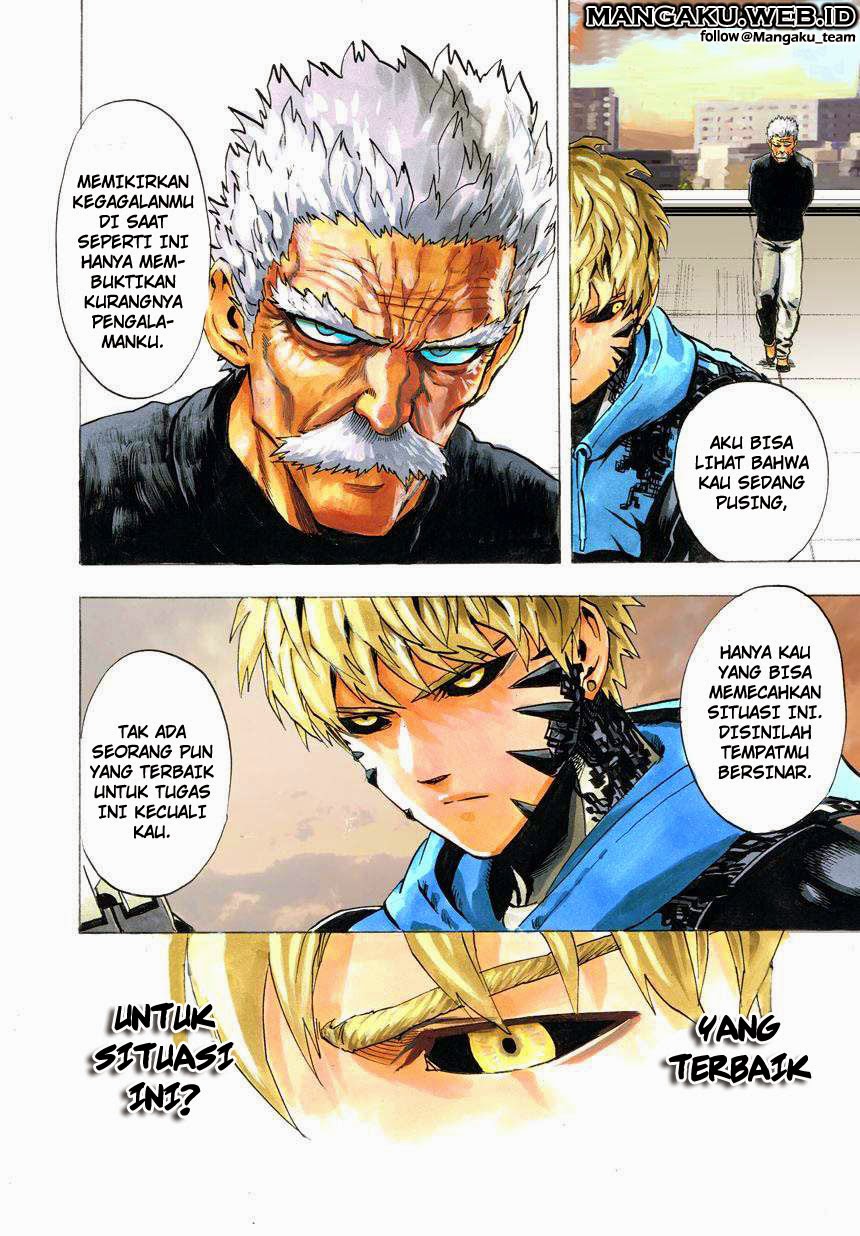 MANGAKU.WEB.ID
follow @Mangaku_team
AKU BISA
LIHAT BAHWA
KAU SEDANG
PUSING,
MEMIKIRKAN
KEGAGALANMU
DI SAAT
SEPERTI INI
HANYA MEM-
BUKTIKAN
KURANGNYA
PENGALA-
MANKU.
HANYA KAU
YANG BISA
MEMECAHKAN
SITUASI INI.
DISINILAH
TEMPATMU
BERSINAR.
TAK ADA
SEORANG PUN
YANG TERBAIK
UNTUK TUGAS
INI KECUALI
KAU.
YANG
TERBAIK
UNTUK
SITUASI
INI?